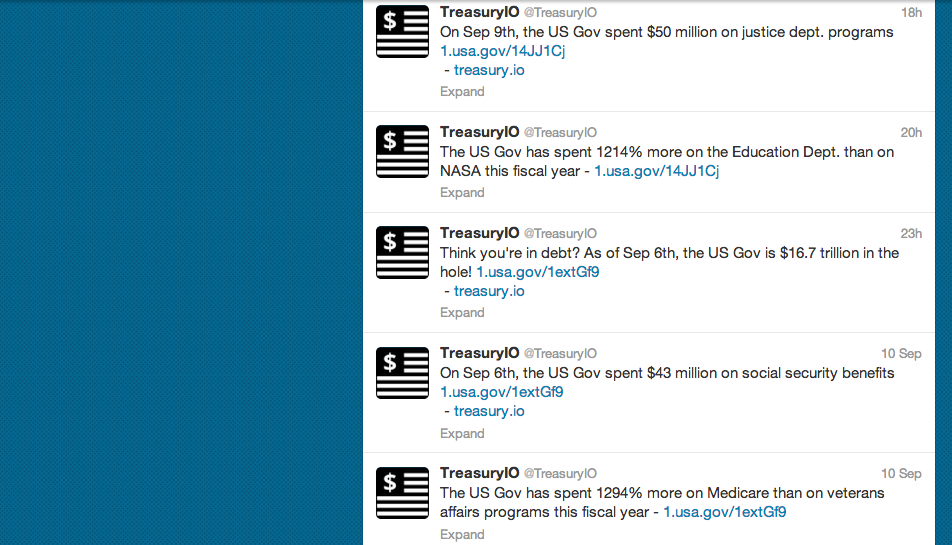 TreasuryIO @TreasuryIO 18h
On Sep 9th, the US Gov spent $50 million on justice dept. programs
1.usa.gov/14JJ1Cj
- treasury.io
Expand
$
TreasuryIO @TreasuryIO 20h
The US Gov has spent 1214% more on the Education Dept. than on
NASA this fiscal year - 1.usa.gov/14JJ1Cj
Expand
$
TreasuryIO @TreasuryIO 23h
Think you're in debt? As of Sep 6th, the US Gov is $16.7 trillion in the
hole! 1.usa.gov/1extGf9
- treasury.io
Expand
$
TreasuryIO @TreasuryIO 10 Sep
On Sep 6th, the US Gov spent $43 million on social security benefits
1.usa.gov/1extGf9
- treasury.io
Expand
$
TreasuryIO @TreasuryIO 10 Sep
The US Gov has spent 1294% more on Medicare than on veterans
affairs programs this fiscal year - 1.usa.gov/1extGf9
Expand
$